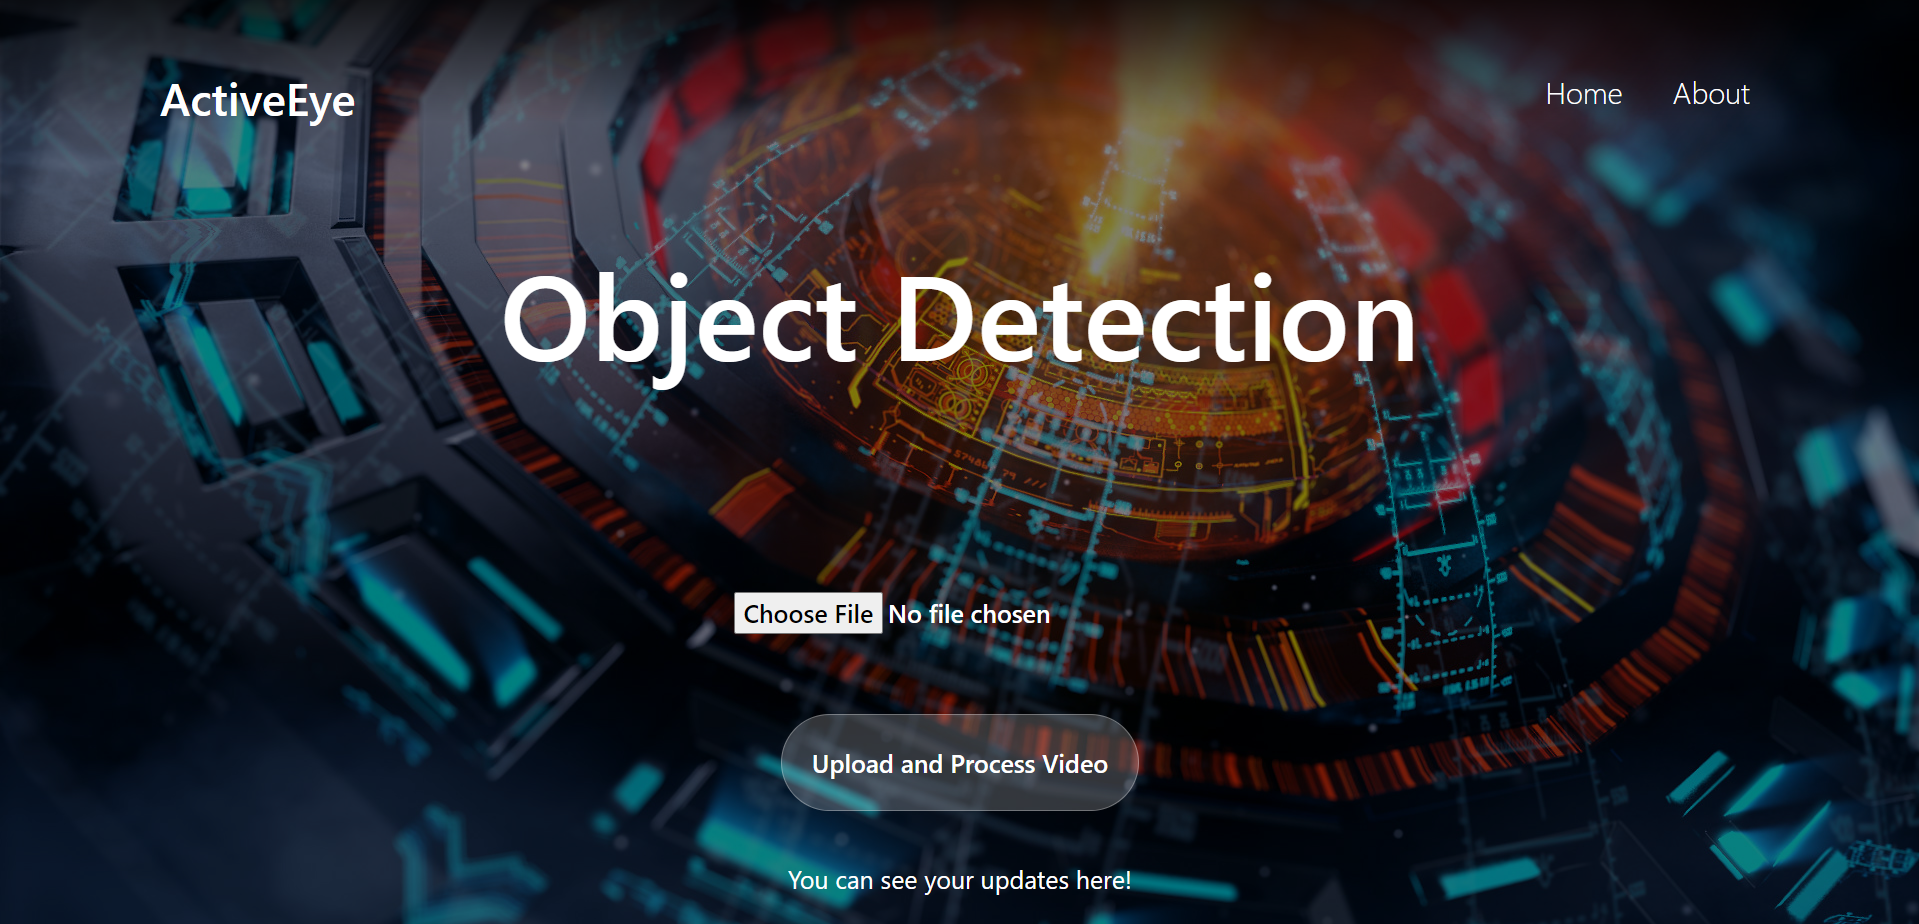 ActiveEye
Home
About
Object Detection
Choose File No file chosen
Upload and Process Video
You can see your updates here!